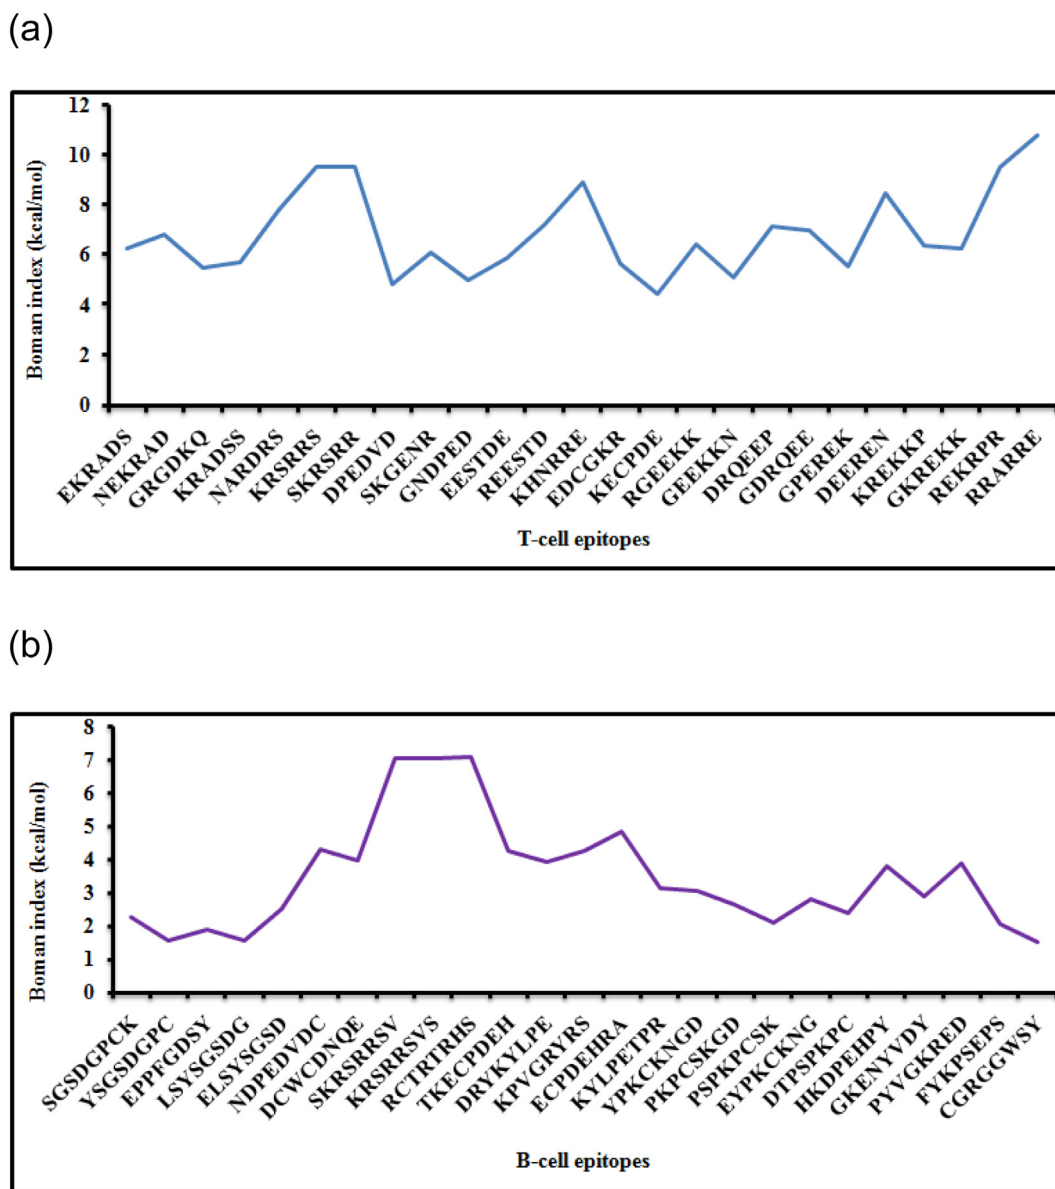 (a)
12
10
8
6
4
2
0
Boman index (kcal/mol)
EKRADS
NEKRAD
GRGDKQ
KRADSS
NARDRS
KRSRRS
SKRSRR
DPEDVD
SKGENR
GNDPED
EESTDE
REESTD
KHNRRE
EDCGKR
KECPDE
RGEEKK
GEEKKN
DRQEEP
GDRQEE
GPEREK
DEEREN
KREKKP
GKREKK
REKRPR
RRARRE
T-cell epitopes
(b)
8
7
6
5
4
3
2
1
0
Boman index (kcal/mol)
SGSDGPCK
YSGSDGPC
EPPFGDSY
LSYSGSDG
ELSYSGSD
NDPEDVDC
DCWCDNQE
SKRSRRSV
KRSRRSVS
RCTRTRHS
TKECPDEH
DRYKYLPE
KPVGRYRS
ECPDEHRA
KYLPETPR
YPKCKNGD
PKPCSSKGD
PSPKPCSK
EYPKCKNG
DTPSPKPC
HKDPEHPY
GKENYVDY
PYVGKRED
FYKPSEPS
CGRGGWSY
B-cell epitopes